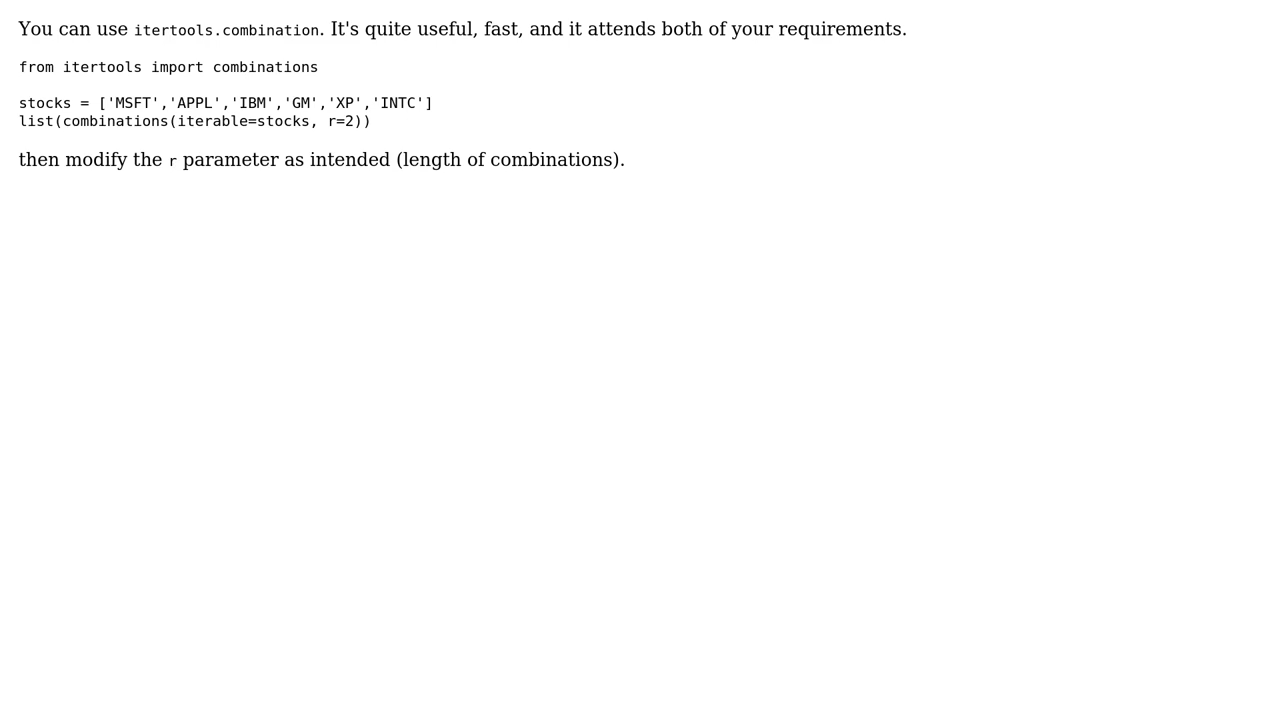 You can use itertools.combination. It's quite useful, fast, and it attends both of your requirements.
from itertools import combinations
stocks = ['MSFT','APPL','IBM','GM','XP','INTC']
list(combinations(iterable=stocks, r=2))
then modify the r parameter as intended (length of combinations).